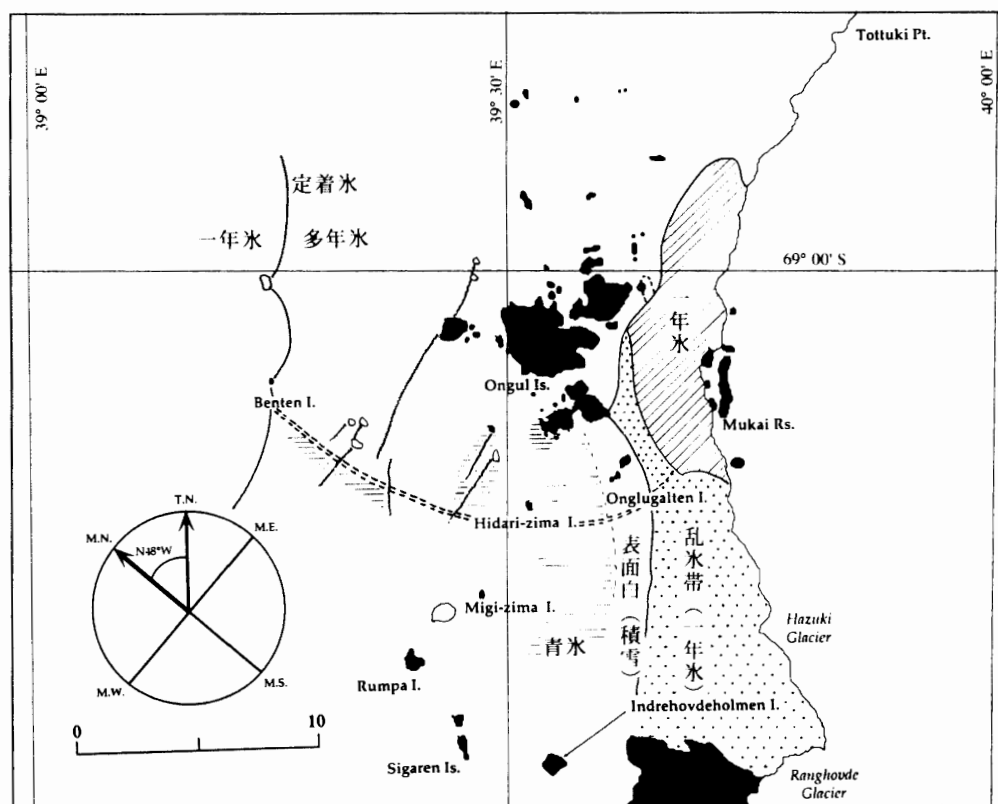 Tottuki Pt.
39° 00' E
39° 30' E
40° 00' E
定着氷
一年氷 多年氷
69° 00' S
一年氷
Ongul Is.
Benten I.
Mukai Rs.
T.N.
Onglugalten I.
Hidari-zima I.
M.N.
M.E.
N48°W
表面白(積雪)
乱氷帯(一年氷)
Migi-zima I.
Hazuki
Glacier
青氷
M.W.
M.S.
Rumpa I.
Indrehovdeholmen I.
0 10
Sigaren Is.
Ranghovde
Glacier